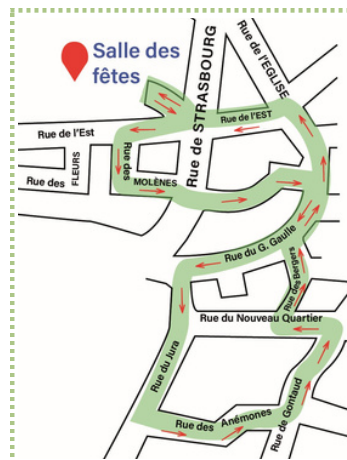 Salle des
fêtes
Rue de STRASBOURG
Rue de l'EGLISE
Rue de l'EST
Rue de l'Est
Rue des
FLEURS
Rue des
MOLÈNES
Rue du G. Gaulle
Rue des Bergers
Rue du Nouveau Quartier
Rue du Jura
Rue des Anémones
Rue de Gontaud